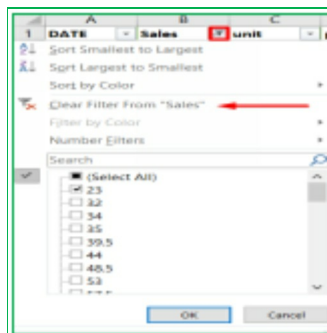 A B C
1 DATE Sales unit
Sort Smallest to Largest
Sort Largest to Smallest
Sort by Color
Clear Filter From "Sales"
Filter by Color
Number Filters
Search
(Select All)
23
32
34
35
39.5
44
48.5
53
OK Cancel